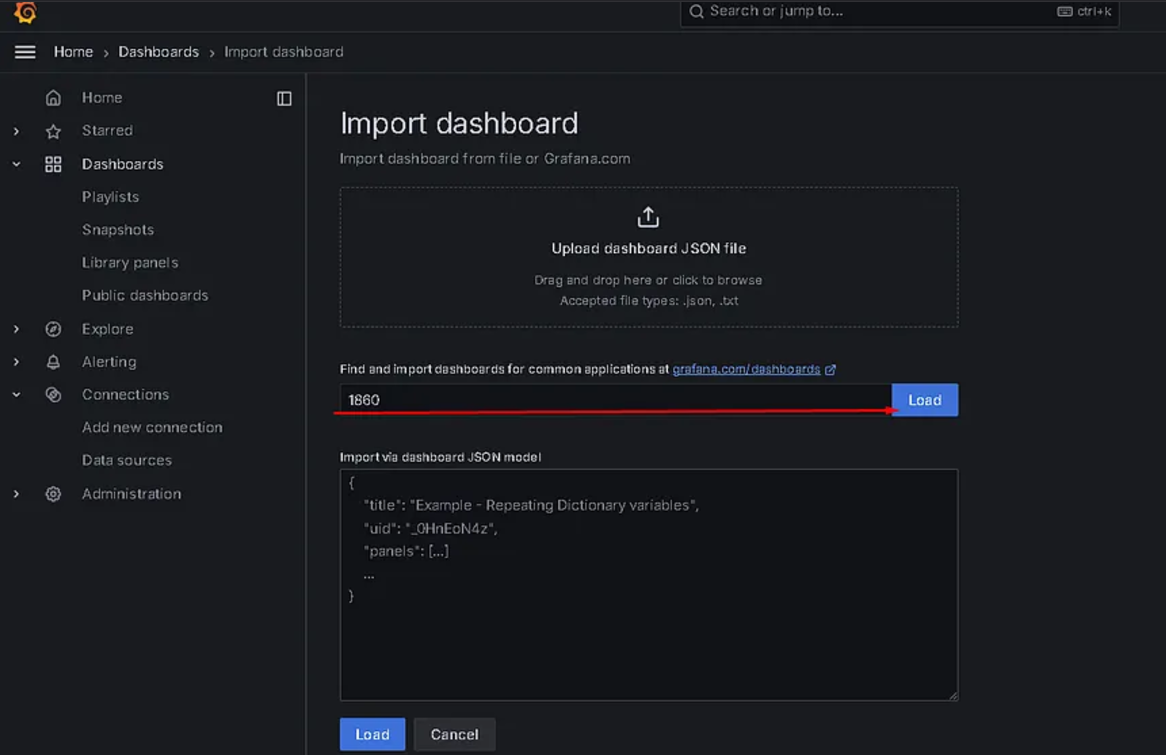 Search or jump to...
ctrl+k
Home › Dashboards › Import dashboard
Home
Starred
Dashboards
Playlists
Snapshots
Library panels
Public dashboards
Explore
Alerting
Connections
Add new connection
Data sources
Administration
Import dashboard
Import dashboard from file or Grafana.com
Upload dashboard JSON file
Drag and drop here or click to browse
Accepted file types: .json, .txt
Find and import dashboards for common applications at grafana.com/dashboards
1860
Load
Import via dashboard JSON model
{
"title": "Example - Repeating Dictionary variables",
"uid": "_0HnEoN4z",
"panels": [...]
...
}
Load
Cancel